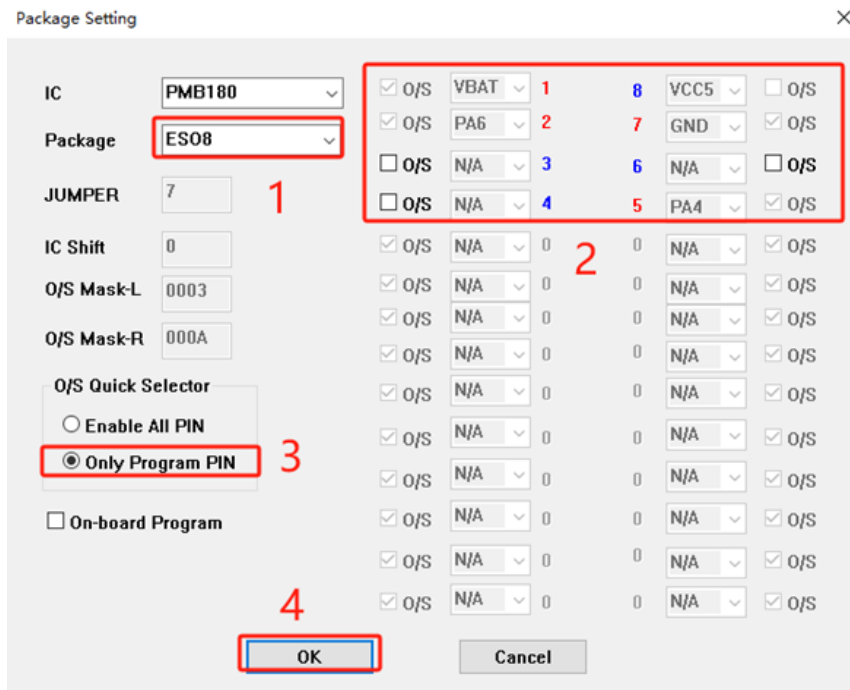 Package Setting
IC PMB180
Package ESO8
JUMPER 7
1
IC Shift 0
O/S Mask-L 0003
O/S Mask-R 000A
O/S Quick Selector
Enable All PIN
Only Program PIN
3
On-board Program
O/S VBAT 1 8 VCC5 O/S
O/S PA6 2 7 GND O/S
O/S N/A 3 6 N/A O/S
O/S N/A 4 5 PA4 O/S
2
O/S N/A 0 0 N/A O/S
O/S N/A 0 0 N/A O/S
O/S N/A 0 0 N/A O/S
O/S N/A 0 0 N/A O/S
O/S N/A 0 0 N/A O/S
O/S N/A 0 0 N/A O/S
O/S N/A 0 0 N/A O/S
O/S N/A 0 0 N/A O/S
O/S N/A 0 0 N/A O/S
O/S N/A 0 0 N/A O/S
4
OK Cancel